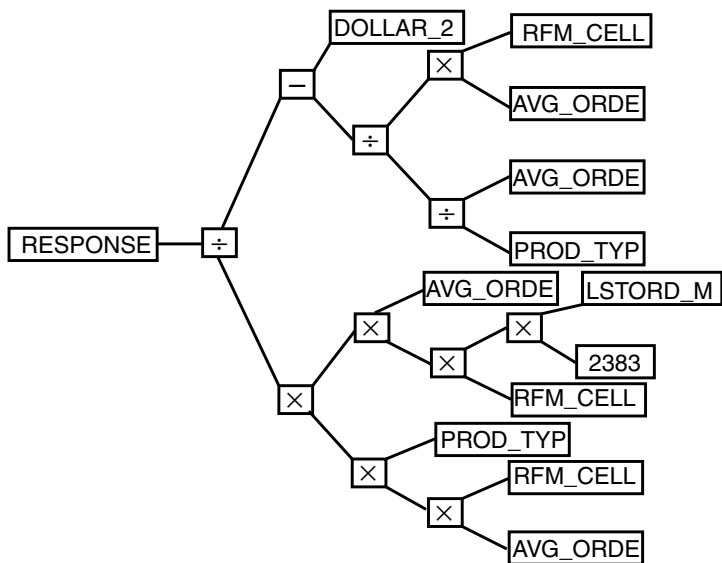 DOLLAR_2
RFM_CELL
−
×
AVG_ORDE
÷
AVG_ORDE
÷
RESPONSE
÷
PROD_TYP
AVG_ORDE
LSTORD_M
×
×
×
2383
×
RFM_CELL
PROD_TYP
×
RFM_CELL
×
AVG_ORDE